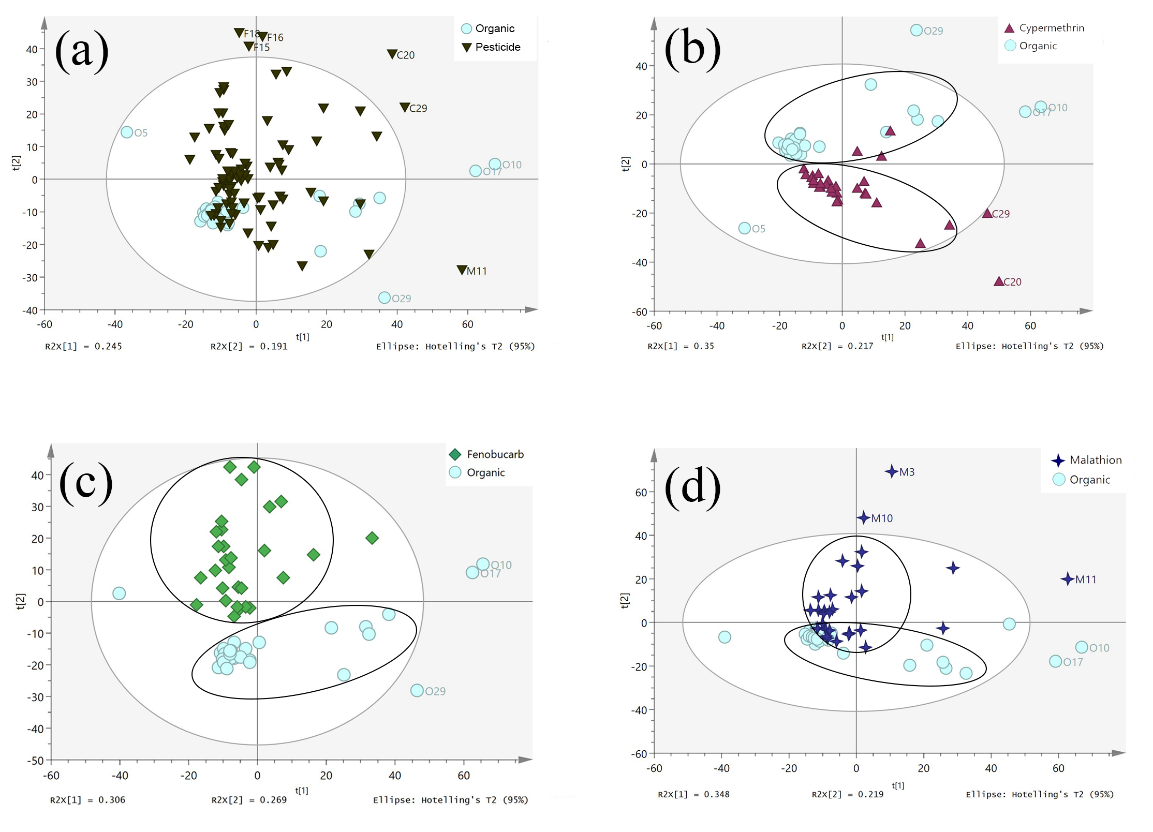 (a)
Organic
Pesticide
F18
F16
F15
C20
C29
O5
O10
O17
M11
O29
t[2]
40
30
20
10
0
-10
-20
-30
-40
-60
-40
-20
0
20
40
60
t[1]
R2X[1] = 0.245
R2X[2] = 0.191
Ellipse: Hotelling's T2 (95%)
(b)
Cypermethrin
Organic
O29
O10
O17
O5
C29
C20
t[2]
40
20
0
-20
-40
-60
-60
-40
-20
0
20
40
60
t[1]
R2X[1] = 0.35
R2X[2] = 0.217
Ellipse: Hotelling's T2 (95%)
(c)
Fenobucarb
Organic
O10
O17
O29
t[2]
40
30
20
10
0
-10
-20
-30
-40
-50
-60
-40
-20
0
20
40
60
t[1]
R2X[1] = 0.306
R2X[2] = 0.269
Ellipse: Hotelling's T2 (95%)
(d)
Malathion
Organic
M3
M10
M11
O10
O17
t[2]
60
40
20
0
-20
-40
-60
-60
-40
-20
0
20
40
60
t[1]
R2X[1] = 0.348
R2X[2] = 0.219
Ellipse: Hotelling's T2 (95%)